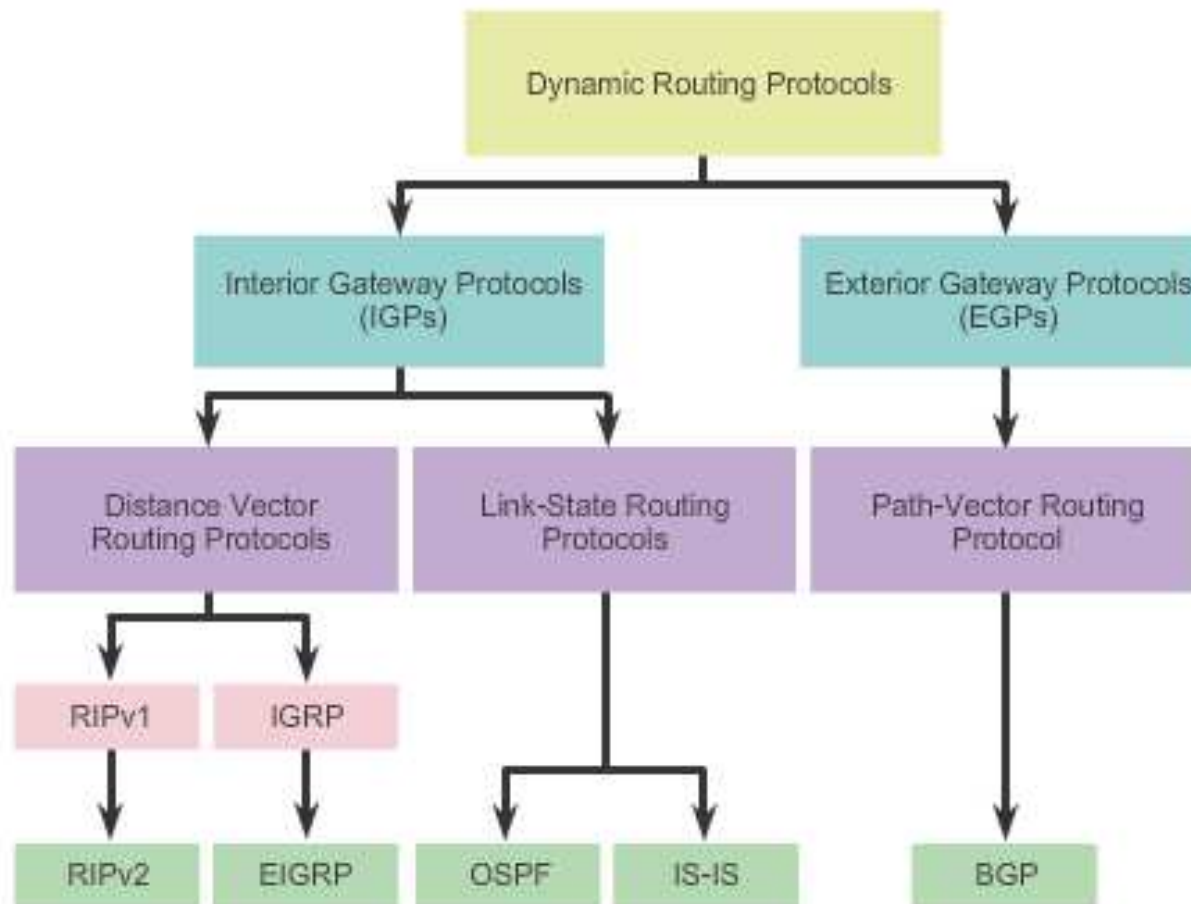 Dynamic Routing Protocols
Interior Gateway Protocols
(IGPs)
Exterior Gateway Protocols
(EGPs)
Distance Vector
Routing Protocols
Link-State Routing
Protocols
Path-Vector Routing
Protocol
RIPv1
IGRP
RIPv2
EIGRP
OSPF
IS-IS
BGP